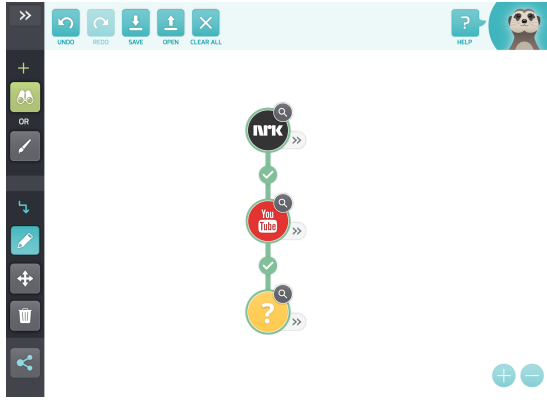 UNDO
REDO
SAVE
OPEN
CLEAR ALL
?
HELP
OR
nrk
You
Tube
?